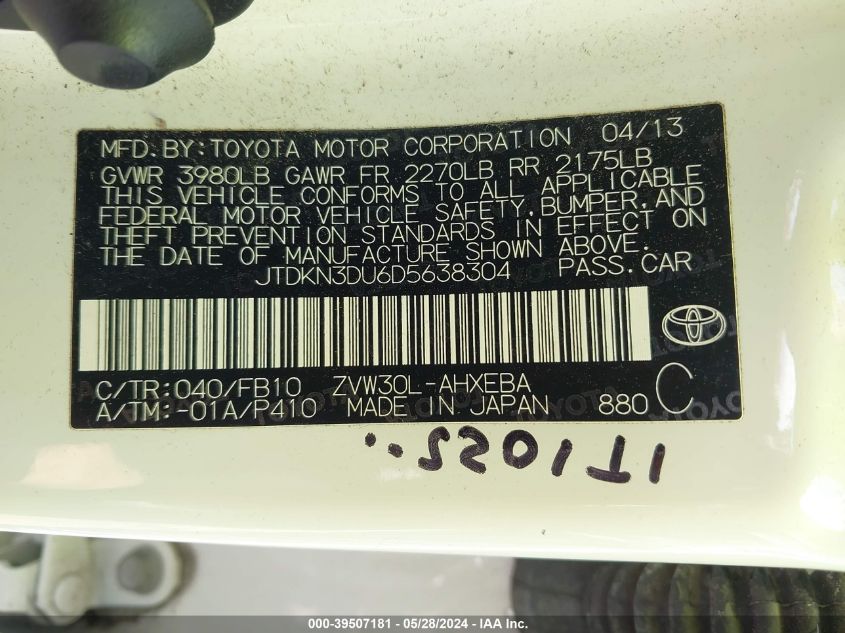 MFD.BY:TOYOTA MOTOR CORPORATION 04/13
GVWR 3980LB GAWR FR 2270LB RR 2175LB
THIS VEHICLE CONFORMS TO ALL APPLICABLE
FEDERAL MOTOR VEHICLE SAFETY,BUMPER,AND
THEFT PREVENTION STANDARDS IN EFFECT ON
THE DATE OF MANUFACTURE SHOWN ABOVE.
JTDKN3DU6D5638304 PASS.CAR
C/TR:040/FB10 ZVW30L-AHXEBA
A/TM:-01A/P410 MADE IN JAPAN 880 C
000-39507181 - 05/28/2024 - IAA Inc.